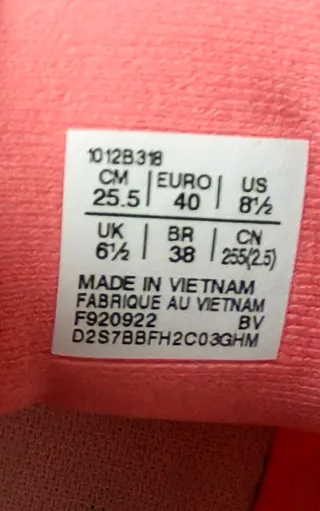 1012B318
CM | EURO | US
25.5 | 40 | 8½
UK | BR | CN
6½ | 38 | 255(2.5)
MADE IN VIETNAM
FABRIQUE AU VIETNAM
F920922 BV
D2S7BBFH2C03GHM